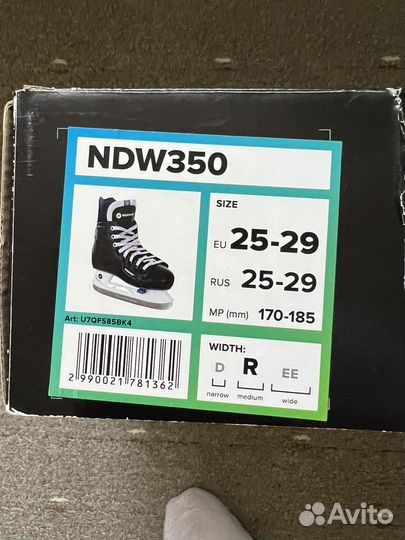 NDW350
SIZE
EU 25-29
RUS 25-29
MP (mm) 170-185
Art: U7QF585BK4
2 990021 781362
WIDTH:
D R EE
narrow medium wide
Avito